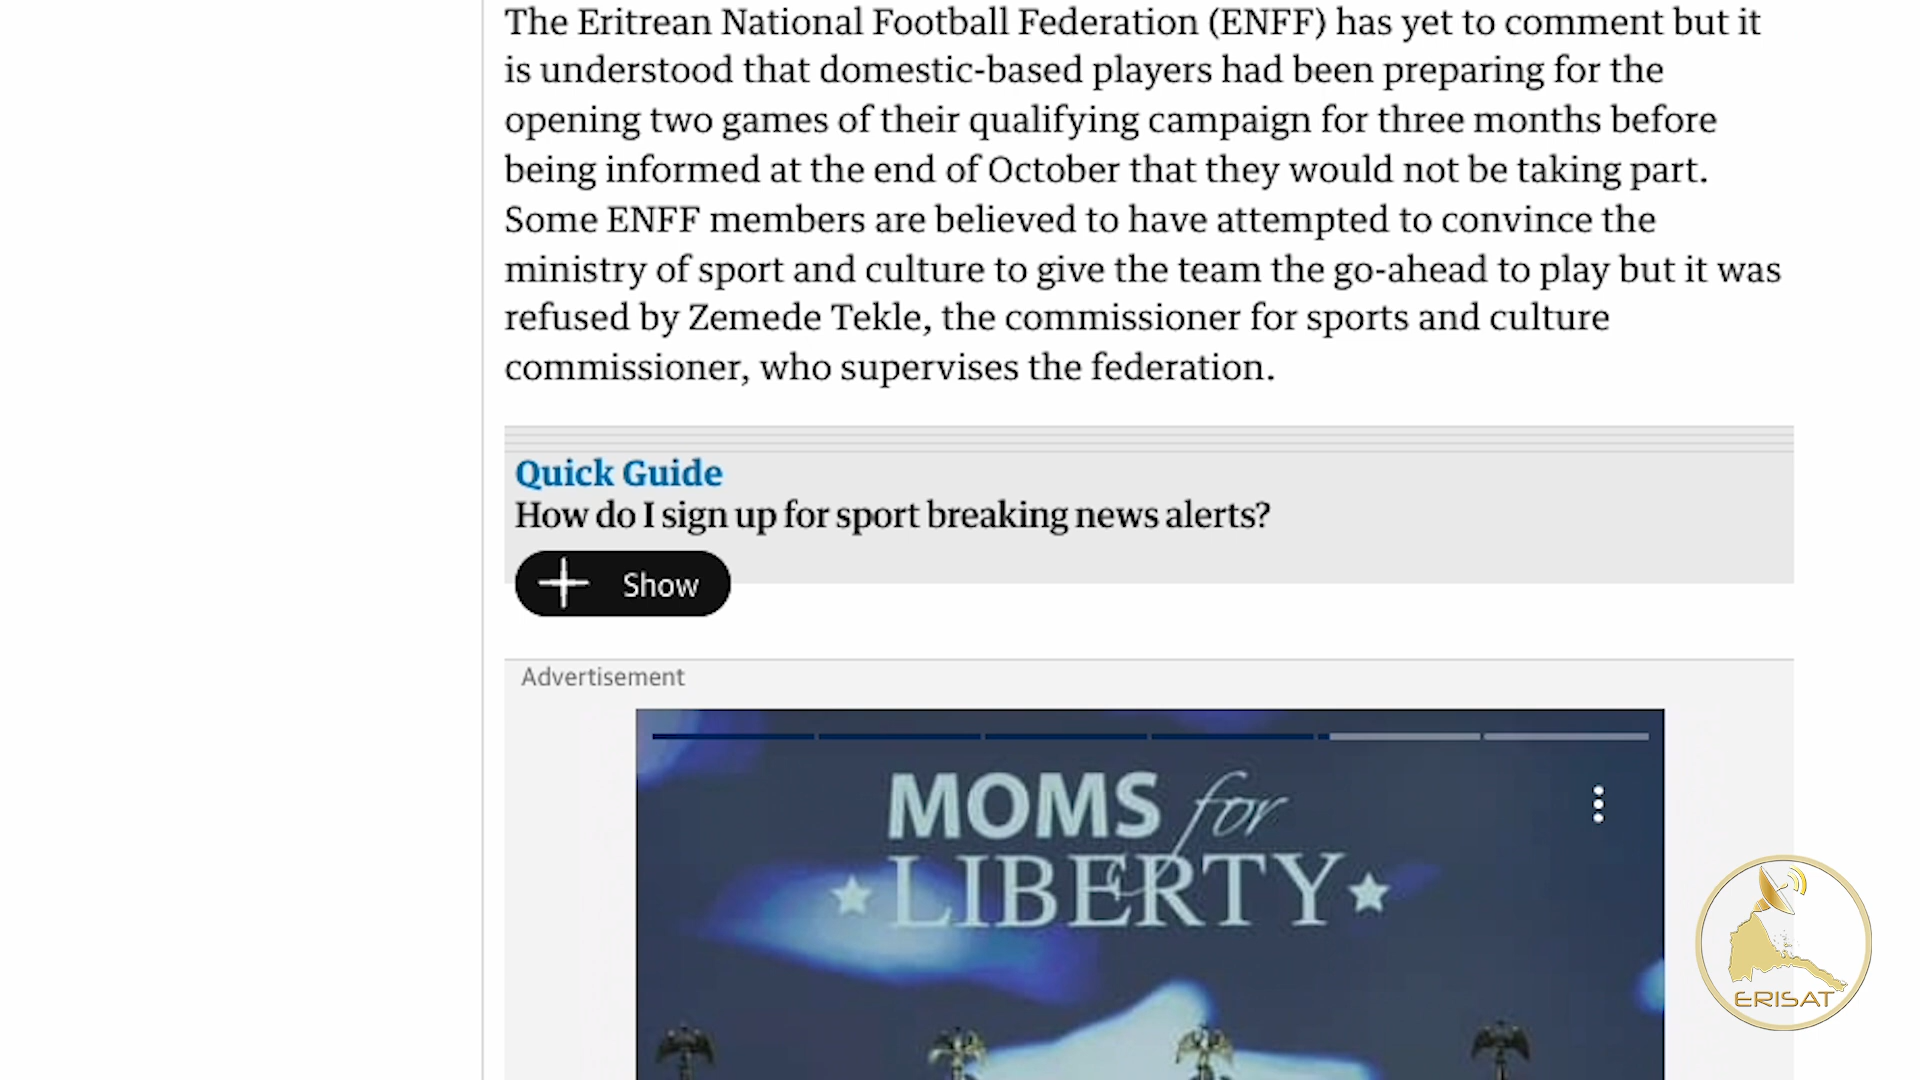 The Eritrean National Football Federation (ENFF) has yet to comment but it
is understood that domestic-based players had been preparing for the
opening two games of their qualifying campaign for three months before
being informed at the end of October that they would not be taking part.
Some ENFF members are believed to have attempted to convince the
ministry of sport and culture to give the team the go-ahead to play but it was
refused by Zemede Tekle, the commissioner for sports and culture
commissioner, who supervises the federation.
Quick Guide
How do I sign up for sport breaking news alerts?
Show
Advertisement
MOMS for
LIBERTY
ERISAT